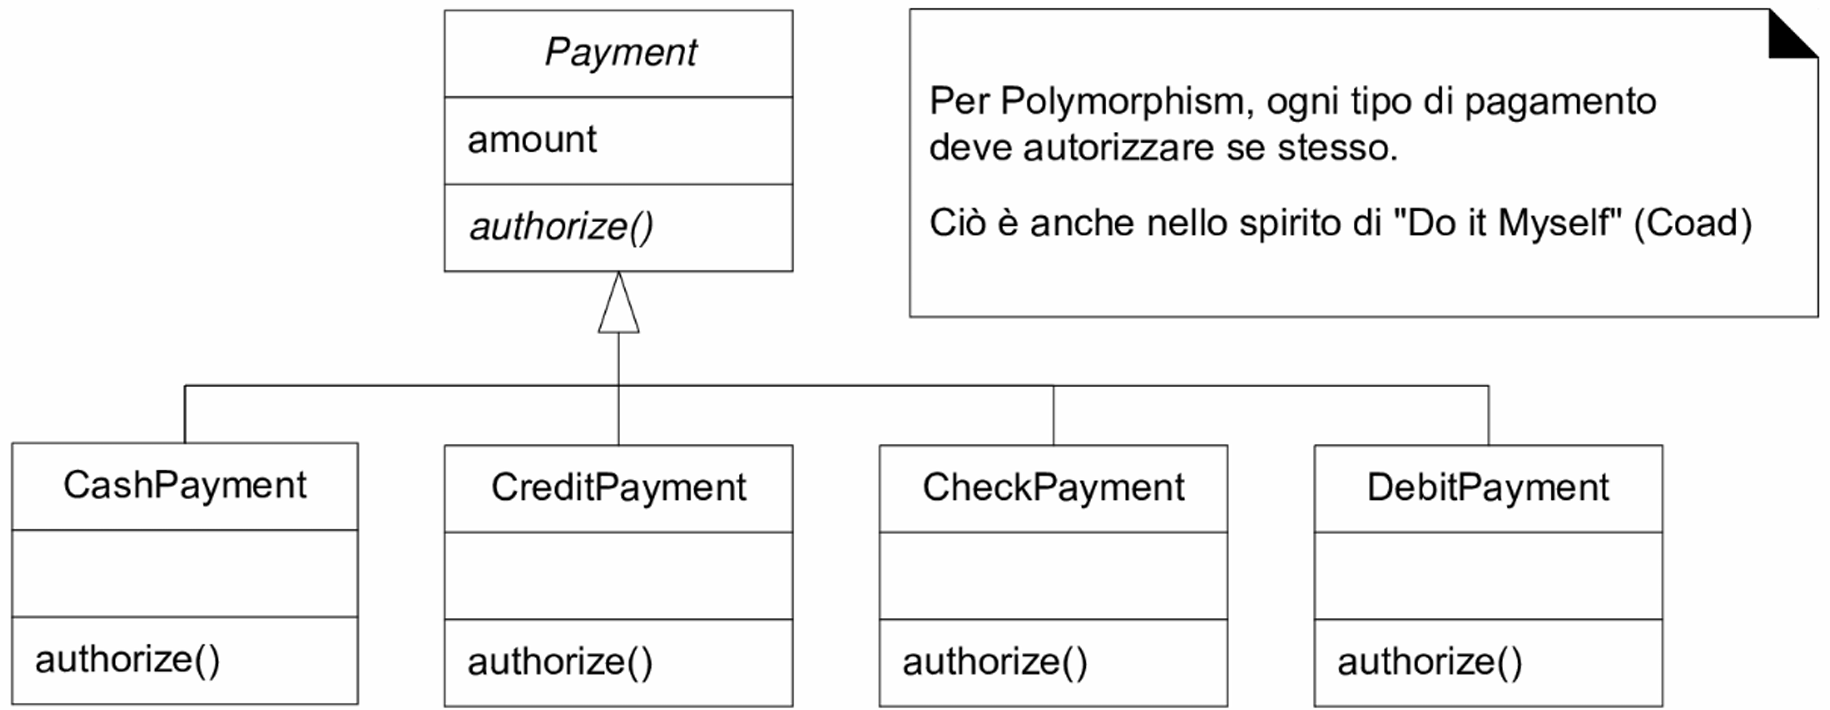 Payment
amount
authorize()
Per Polymorphism, ogni tipo di pagamento
deve autorizzare se stesso.
Ciò è anche nello spirito di "Do it Myself" (Coad)
CashPayment
authorize()
CreditPayment
authorize()
CheckPayment
authorize()
DebitPayment
authorize()